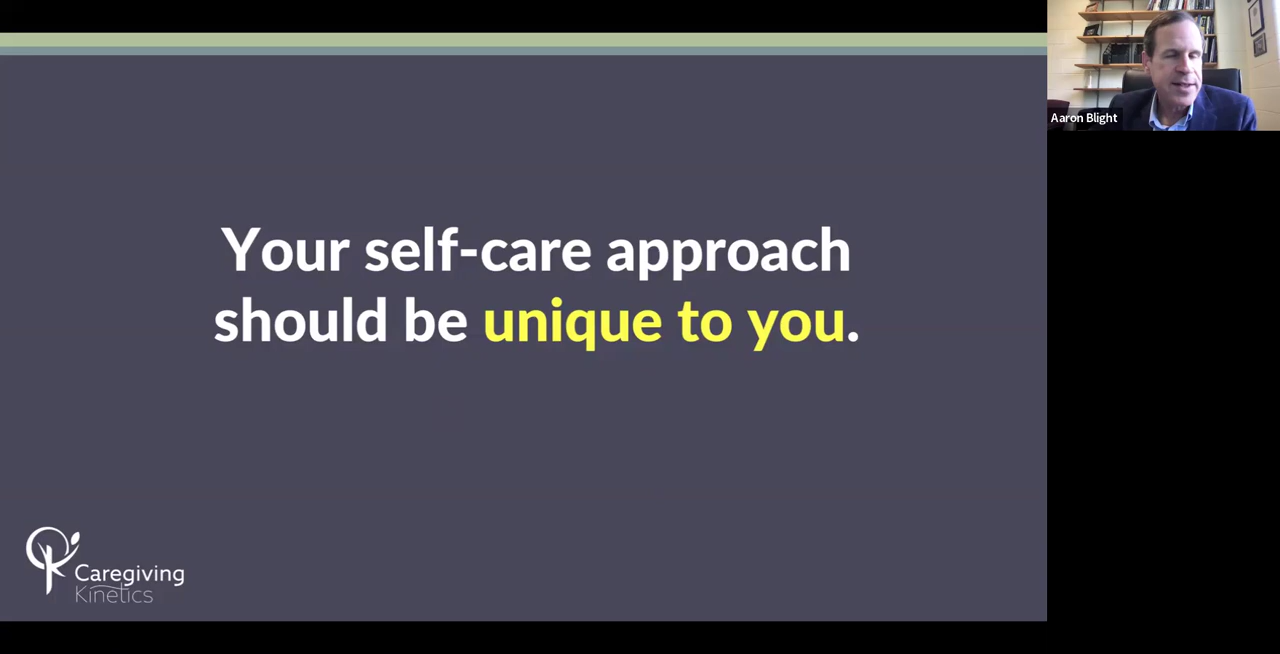 Your self-care approach
should be unique to you.
Caregiving
Kinetics
Aaron Blight